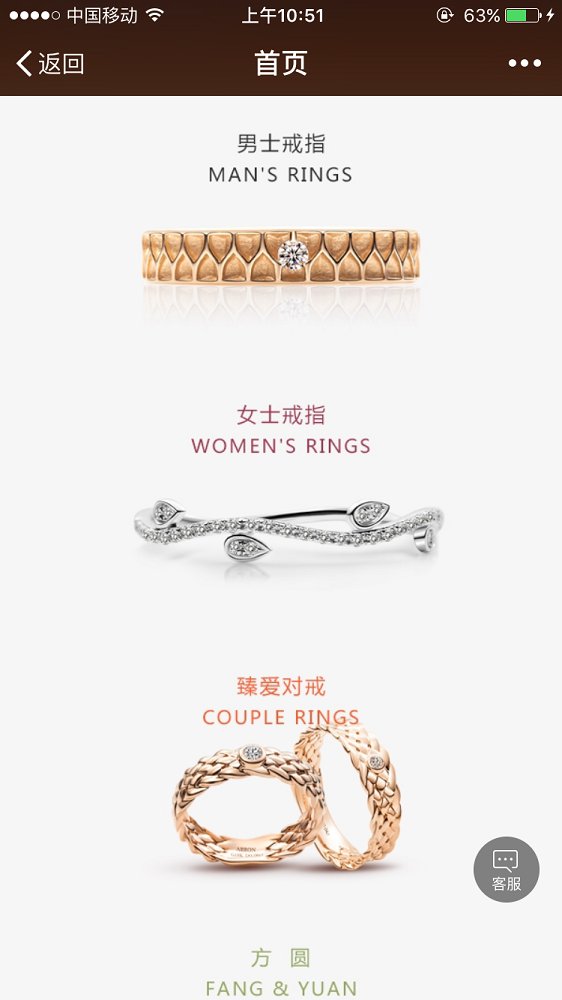 中国移动 上午10:51 63%
返回 首页
男士戒指
MAN'S RINGS
女士戒指
WOMEN'S RINGS
臻爱对戒
COUPLE RINGS
客服
方 圆
FANG & YUAN